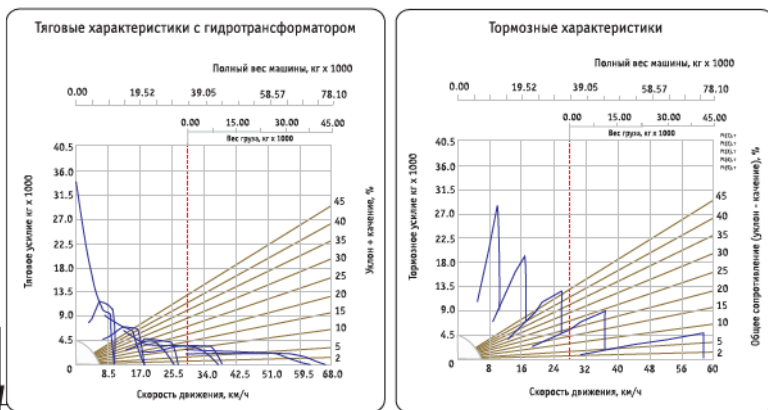 Тяговые характеристики с гидротрансформатором
Полный вес машины, кг х 1000
0.00 19.52 39.05 58.57 78.10
0.00 15.00 30.00 45.00
Вес груза, кг х 1000
Тяговое усилие кг х 1000
40.5
36.0
31.5
27.0
22.5
18.0
13.5
9.0
4.5
0
45
40
35
30
25
20
15
10
5
2
Уклон + качение, %
8.5 17.0 25.5 34.0 42.5 51.0 59.5 68.0
Скорость движения, км/ч
Тормозные характеристики
Полный вес машины, кг х 1000
0.00 19.52 39.05 58.57 78.10
0.00 15.00 30.00 45.00
Вес груза, кг х 1000
Тормозное усилие кг х 1000
40.5
36.0
31.5
27.0
22.5
18.0
13.5
9.0
4.5
0
45
40
35
30
25
20
15
10
5
2
Общее сопротивление (уклон - качение), %
8 16 24 32 40 48 56 60
Скорость движения, км/ч